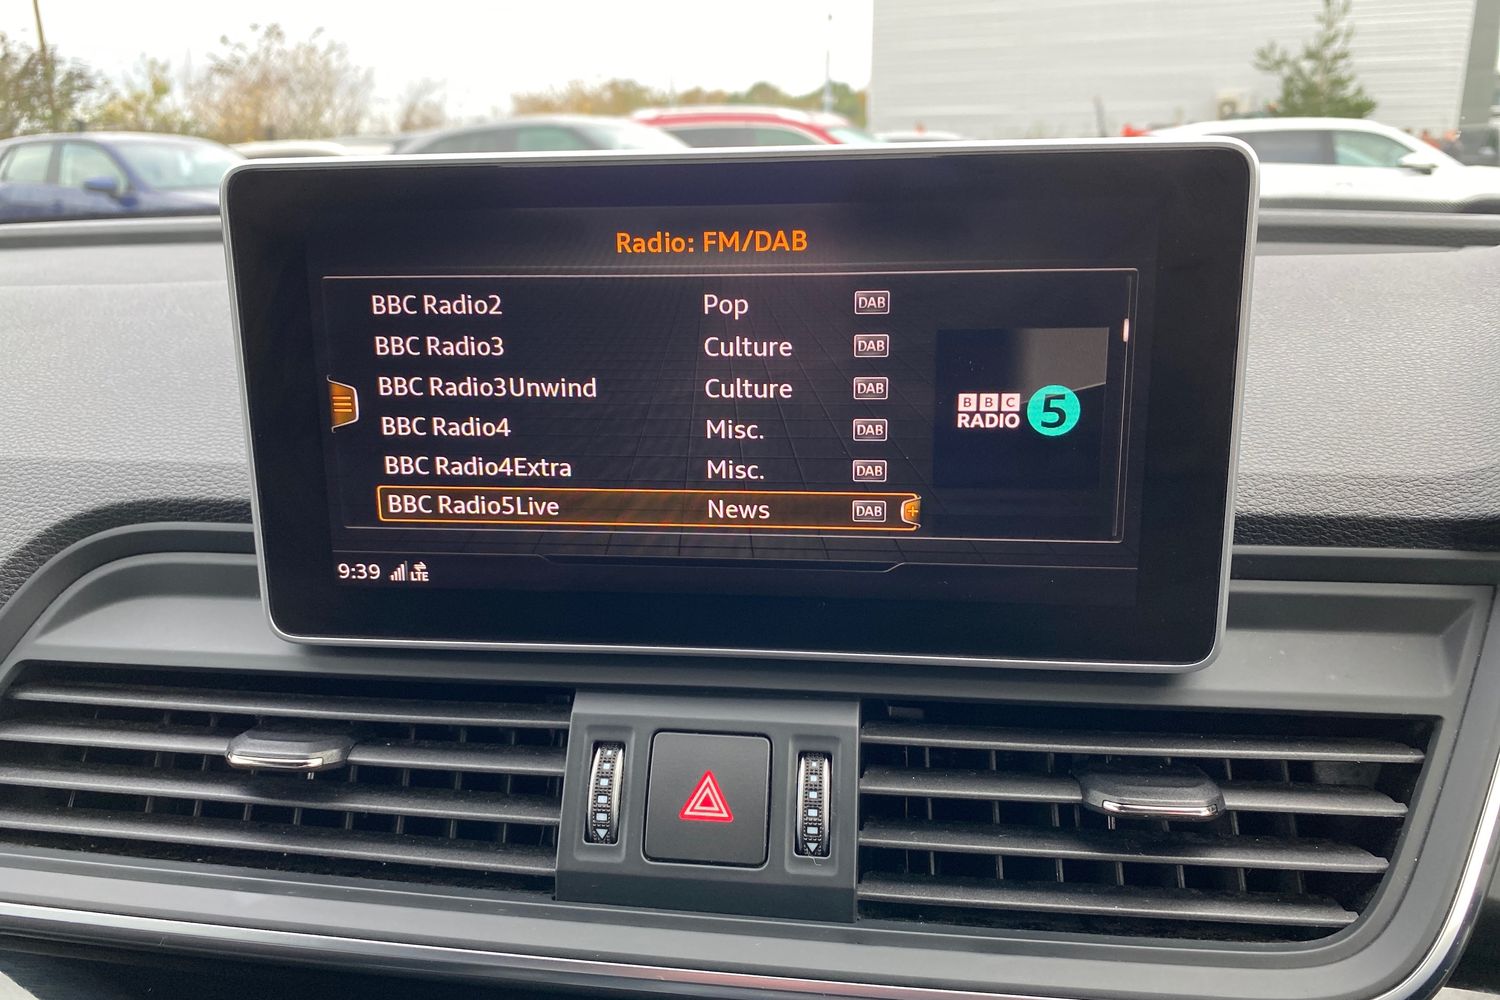 Radio: FM/DAB
BBC Radio2 Pop DAB
BBC Radio3 Culture DAB
BBC Radio3Unwind Culture DAB
BBC Radio4 Misc. DAB
BBC Radio4Extra Misc. DAB
BBC Radio5Live News DAB +
BBC
RADIO 5
9:39 LTE